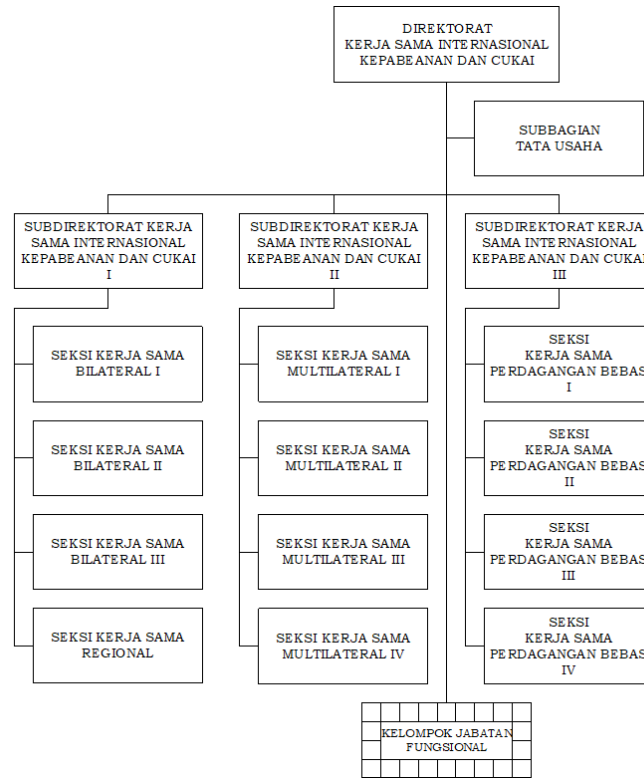 DIREKTORAT
KERJA SAMA INTERNASIONAL
KEPABEANAN DAN CUKAI
SUBBAGIAN
TATA USAHA
SUBDIREKTORAT KERJA
SAMA INTERNASIONAL
KEPABEANAN DAN CUKAI
I
SEKSI KERJA SAMA
BILATERAL I
SEKSI KERJA SAMA
BILATERAL II
SEKSI KERJA SAMA
BILATERAL III
SEKSI KERJA SAMA
REGIONAL
SUBDIREKTORAT KERJA
SAMA INTERNASIONAL
KEPABEANAN DAN CUKAI
II
SEKSI KERJA SAMA
MULTILATERAL I
SEKSI KERJA SAMA
MULTILATERAL II
SEKSI KERJA SAMA
MULTILATERAL III
SEKSI KERJA SAMA
MULTILATERAL IV
SUBDIREKTORAT KERJA
SAMA INTERNASIONAL
KEPABEANAN DAN CUKAI
III
SEKSI
KERJA SAMA
PERDAGANGAN BEBAS
I
SEKSI
KERJA SAMA
PERDAGANGAN BEBAS
II
SEKSI
KERJA SAMA
PERDAGANGAN BEBAS
III
SEKSI
KERJA SAMA
PERDAGANGAN BEBAS
IV
KELOMPOK JABATAN
FUNGSIONAL